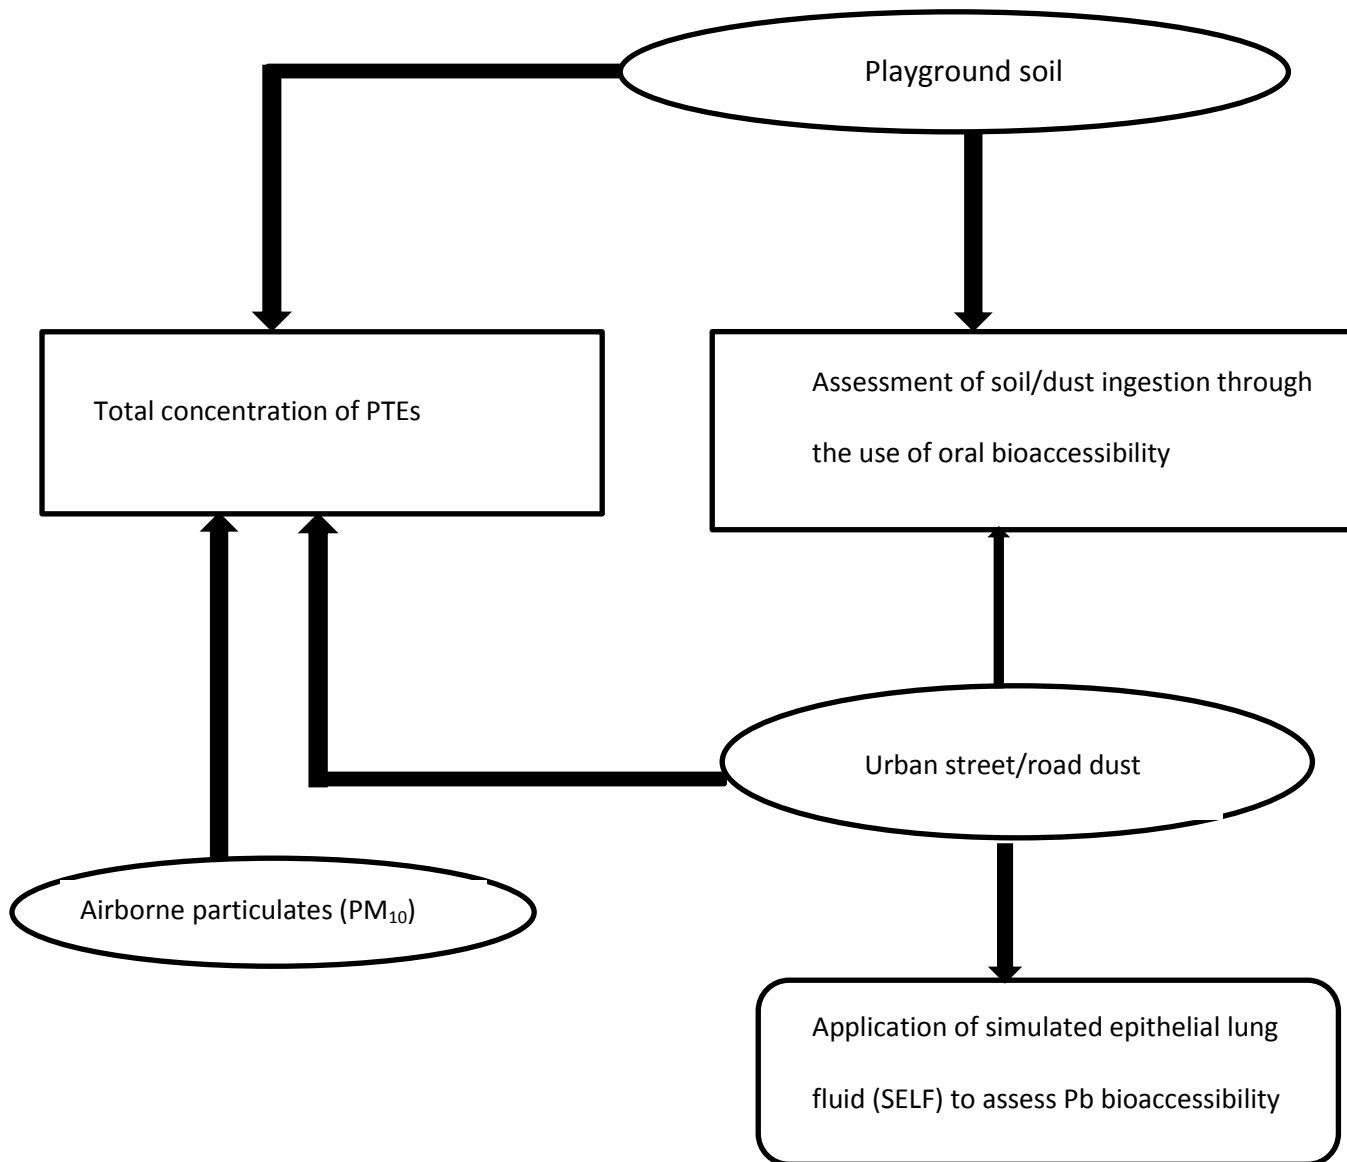 Playground soil
Total concentration of PTEs
Assessment of soil/dust ingestion through
the use of oral bioaccessibility
Urban street/road dust
Airborne particulates (PM₁₀)
Application of simulated epithelial lung
fluid (SELF) to assess Pb bioaccessibility